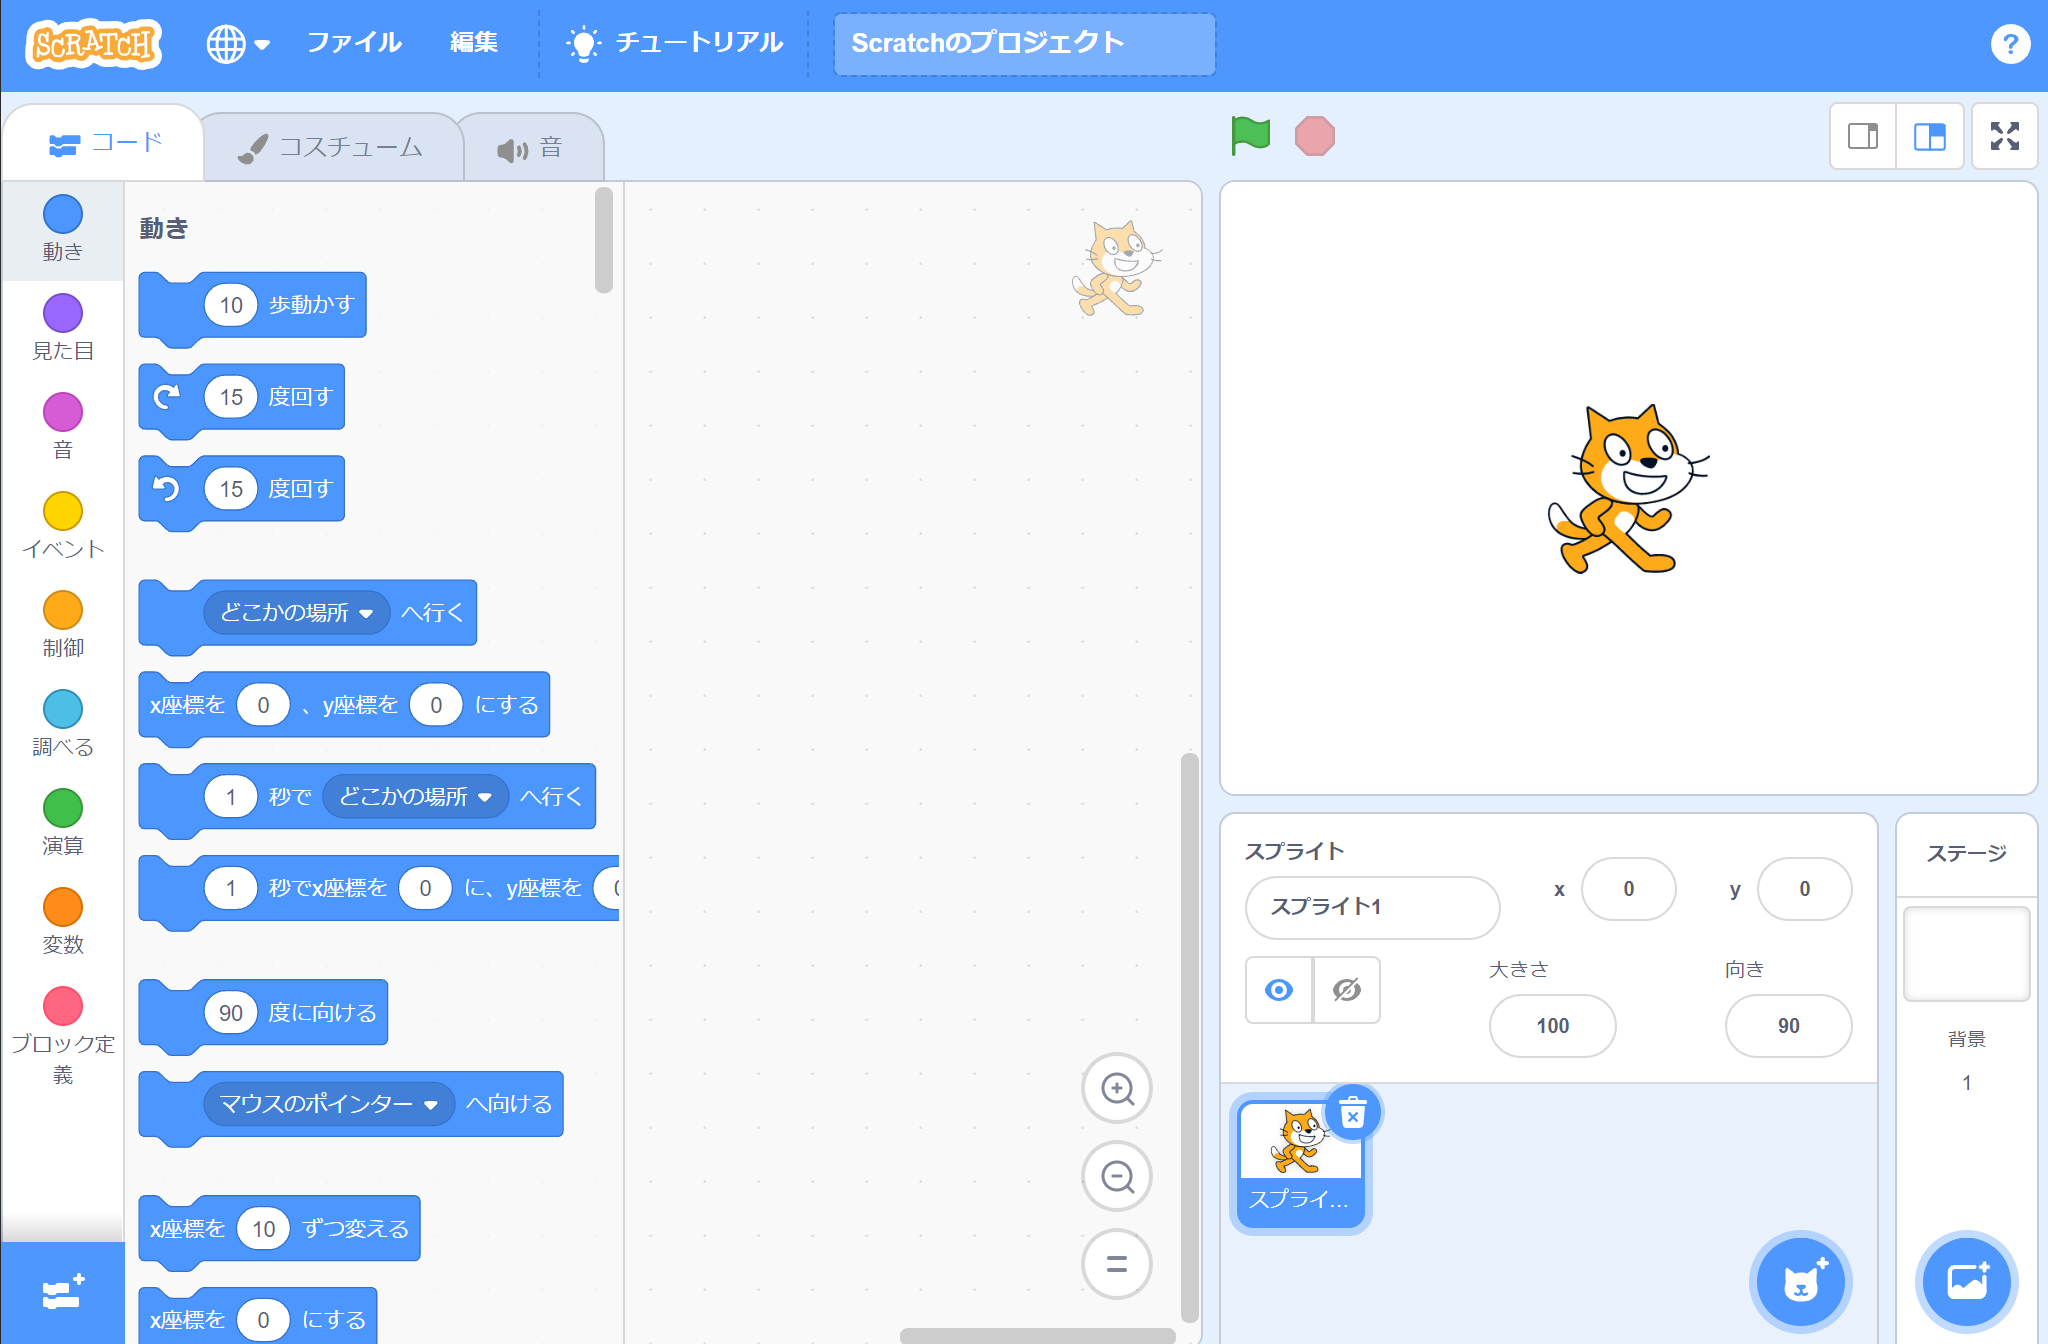 SCRATCH
ファイル
編集
チュートリアル
Scratchのプロジェクト
?
コード
コスチューム
音
動き
見た目
音
イベント
制御
調べる
演算
変数
ブロック定
義
動き
10 歩動かす
15 度回す
15 度回す
どこかの場所 へ行く
x座標を 0 、y座標を 0 にする
1 秒で どこかの場所 へ行く
1 秒でx座標を 0 に、y座標を
90 度に向ける
マウスのポインター へ向ける
x座標を 10 ずつ変える
x座標を 0 にする
スプライト
スプライト1
x 0
y 0
大きさ
100
向き
90
スプライ...
ステージ
背景
1